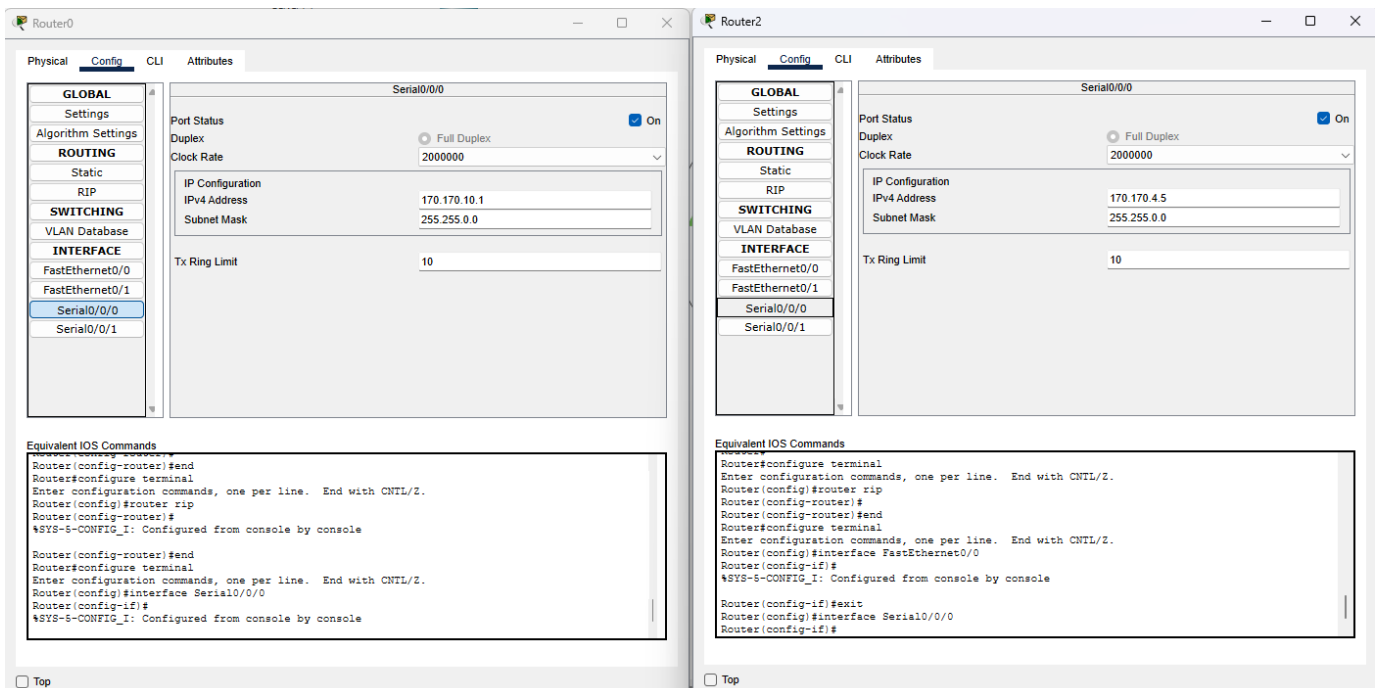 Router0
Physical Config CLI Attributes
GLOBAL
Settings
Algorithm Settings
ROUTING
Static
RIP
SWITCHING
VLAN Database
INTERFACE
FastEthernet0/0
FastEthernet0/1
Serial0/0/0
Serial0/0/1
Serial0/0/0
Port Status On
Duplex Full Duplex
Clock Rate 2000000
IP Configuration
IPv4 Address 170.170.10.1
Subnet Mask 255.255.0.0
Tx Ring Limit 10
Equivalent IOS Commands
Router(config-router)#
Router(config-router)#end
Router#configure terminal
Enter configuration commands, one per line. End with CNTL/Z.
Router(config)#router rip
Router(config-router)#
%SYS-5-CONFIG_I: Configured from console by console
Router(config-router)#end
Router#configure terminal
Enter configuration commands, one per line. End with CNTL/Z.
Router(config)#interface Serial0/0/0
Router(config-if)#
%SYS-5-CONFIG_I: Configured from console by console
Top
Router2
Physical Config CLI Attributes
GLOBAL
Settings
Algorithm Settings
ROUTING
Static
RIP
SWITCHING
VLAN Database
INTERFACE
FastEthernet0/0
FastEthernet0/1
Serial0/0/0
Serial0/0/1
Serial0/0/0
Port Status On
Duplex Full Duplex
Clock Rate 2000000
IP Configuration
IPv4 Address 170.170.4.5
Subnet Mask 255.255.0.0
Tx Ring Limit 10
Equivalent IOS Commands
Router#
Router#configure terminal
Enter configuration commands, one per line. End with CNTL/Z.
Router(config)#router rip
Router(config-router)#
Router(config-router)#end
Router#configure terminal
Enter configuration commands, one per line. End with CNTL/Z.
Router(config)#interface FastEthernet0/0
Router(config-if)#
%SYS-5-CONFIG_I: Configured from console by console
Router(config-if)#exit
Router(config)#interface Serial0/0/0
Router(config-if)#
Top